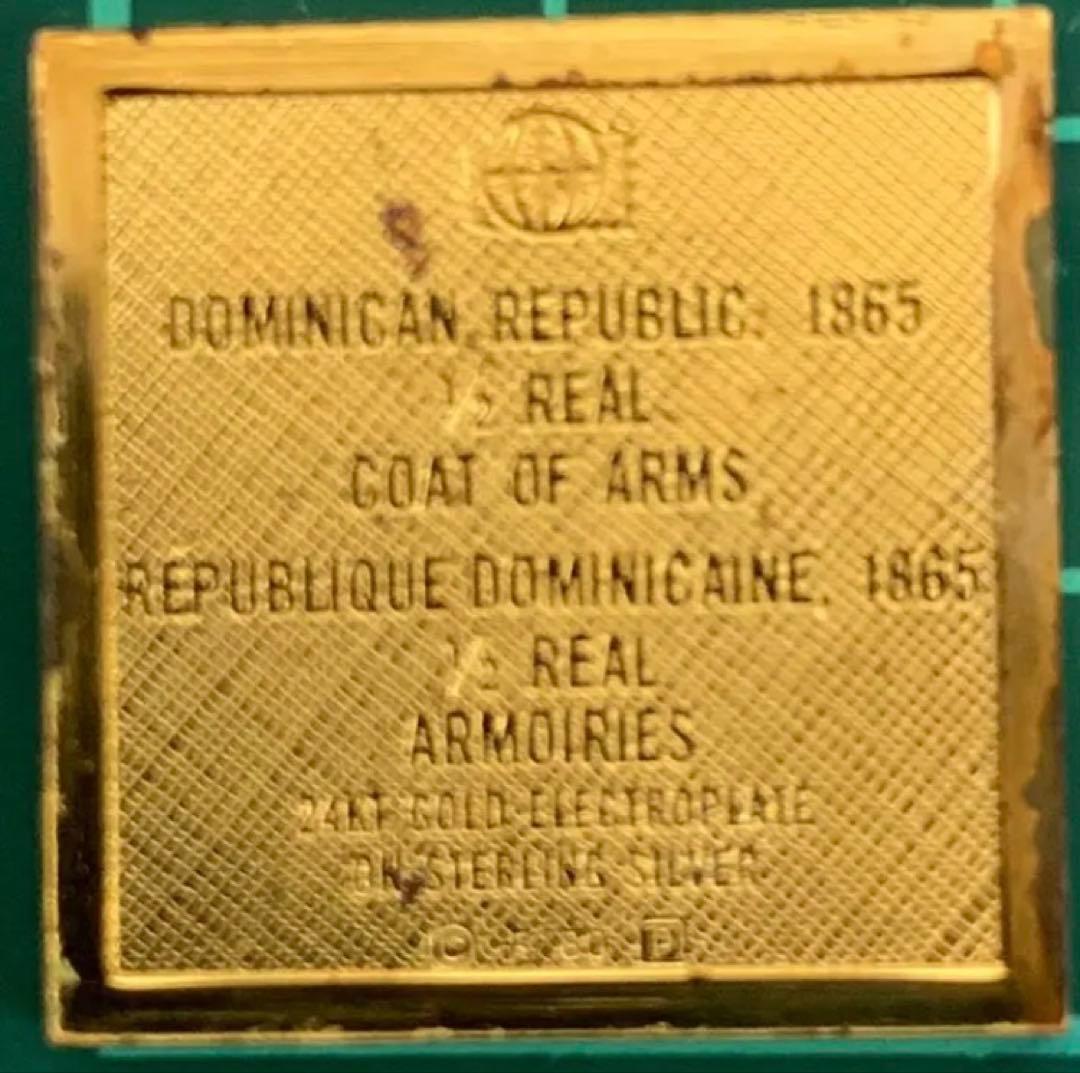 DOMINICAN REPUBLIC. 1865
½ REAL
COAT OF ARMS
RÉPUBLIQUE DOMINICAINE. 1865
½ REAL
ARMOIRIES
24KT GOLD ELECTROPLATE
ON STERLING SILVER
©
P